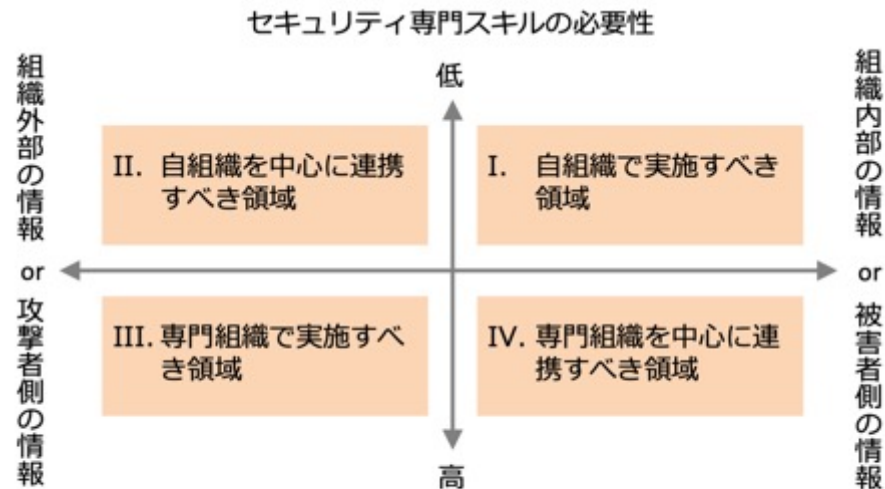 セキュリティ専門スキルの必要性
低
組織外部の情報 or 攻撃者側の情報
組織内部の情報 or 被害者側の情報
II. 自組織を中心に連携
すべき領域
I. 自組織で実施すべき
領域
III. 専門組織で実施すべ
き領域
IV. 専門組織を中心に連
携すべき領域
高